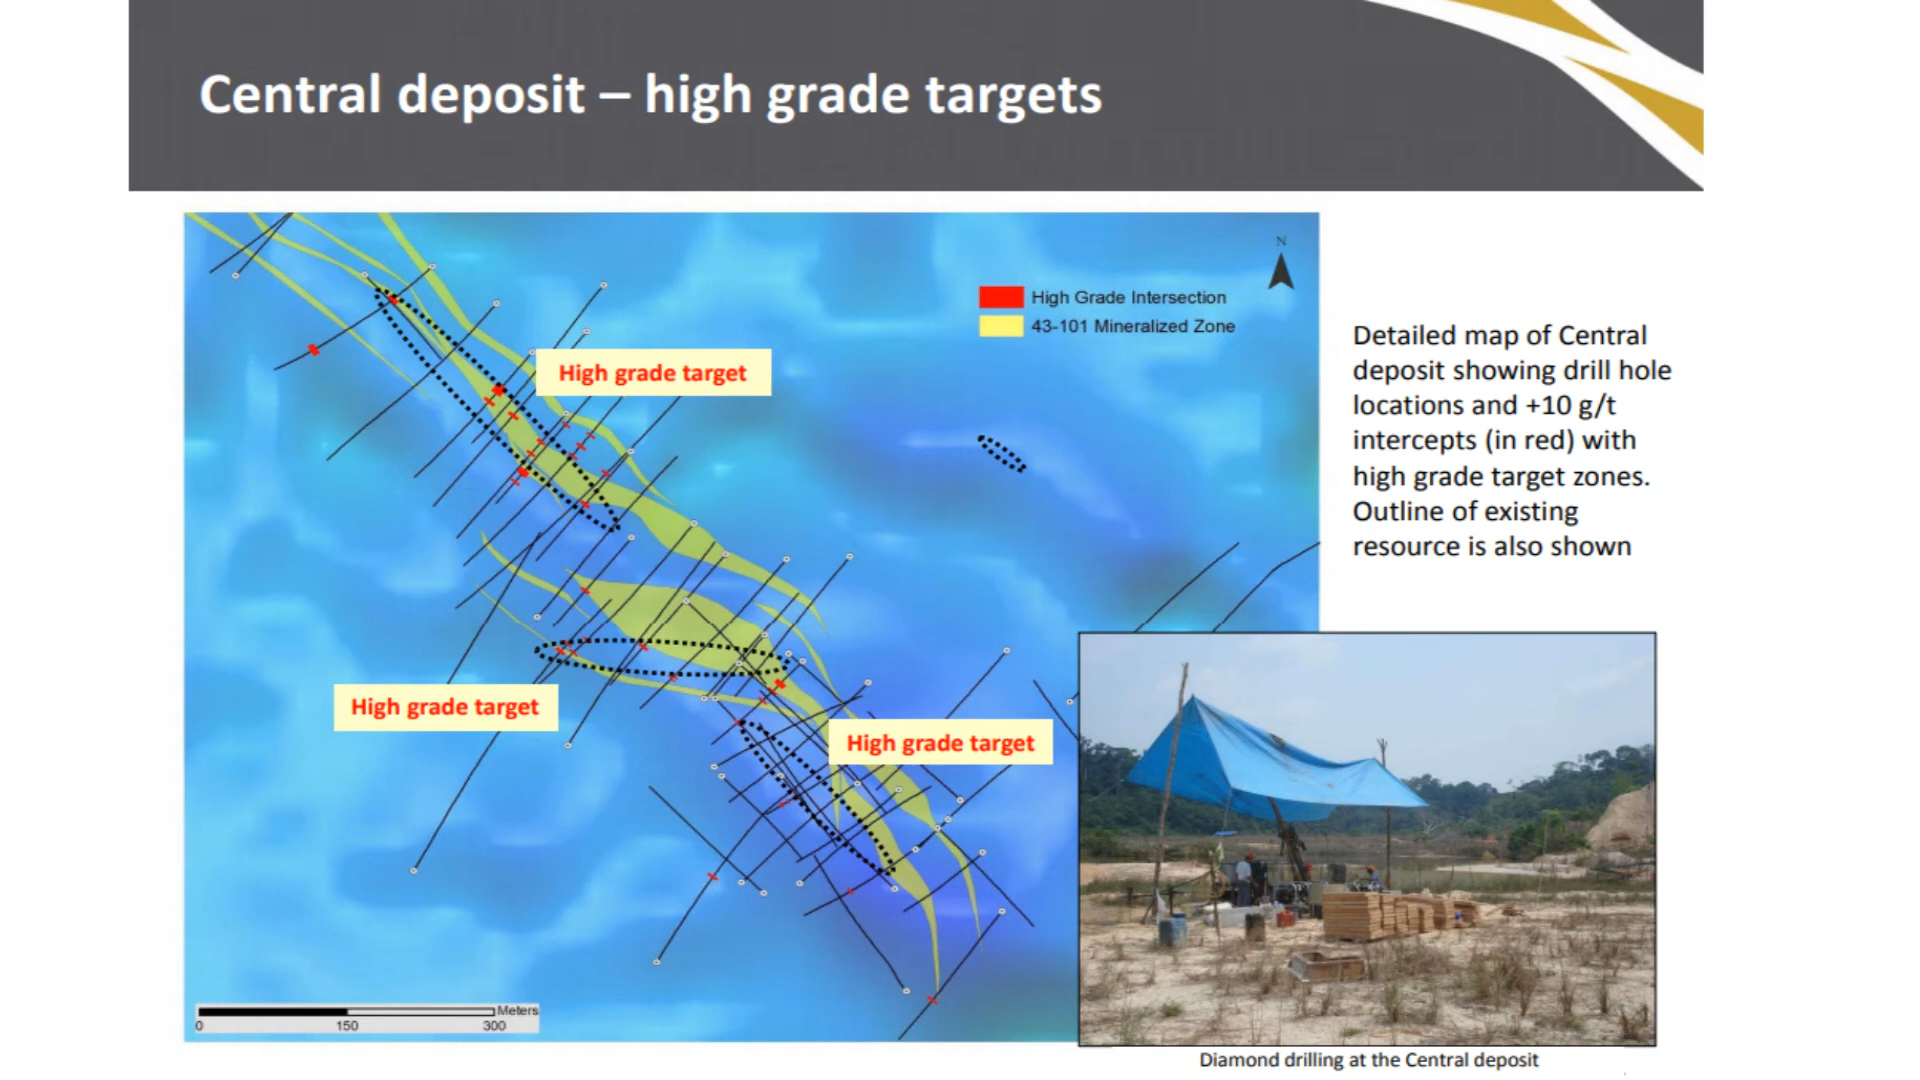 Central deposit – high grade targets
N
High Grade Intersection
43-101 Mineralized Zone
High grade target
High grade target
High grade target
Detailed map of Central
deposit showing drill hole
locations and +10 g/t
intercepts (in red) with
high grade target zones.
Outline of existing
resource is also shown
Meters
0 150 300
Diamond drilling at the Central deposit